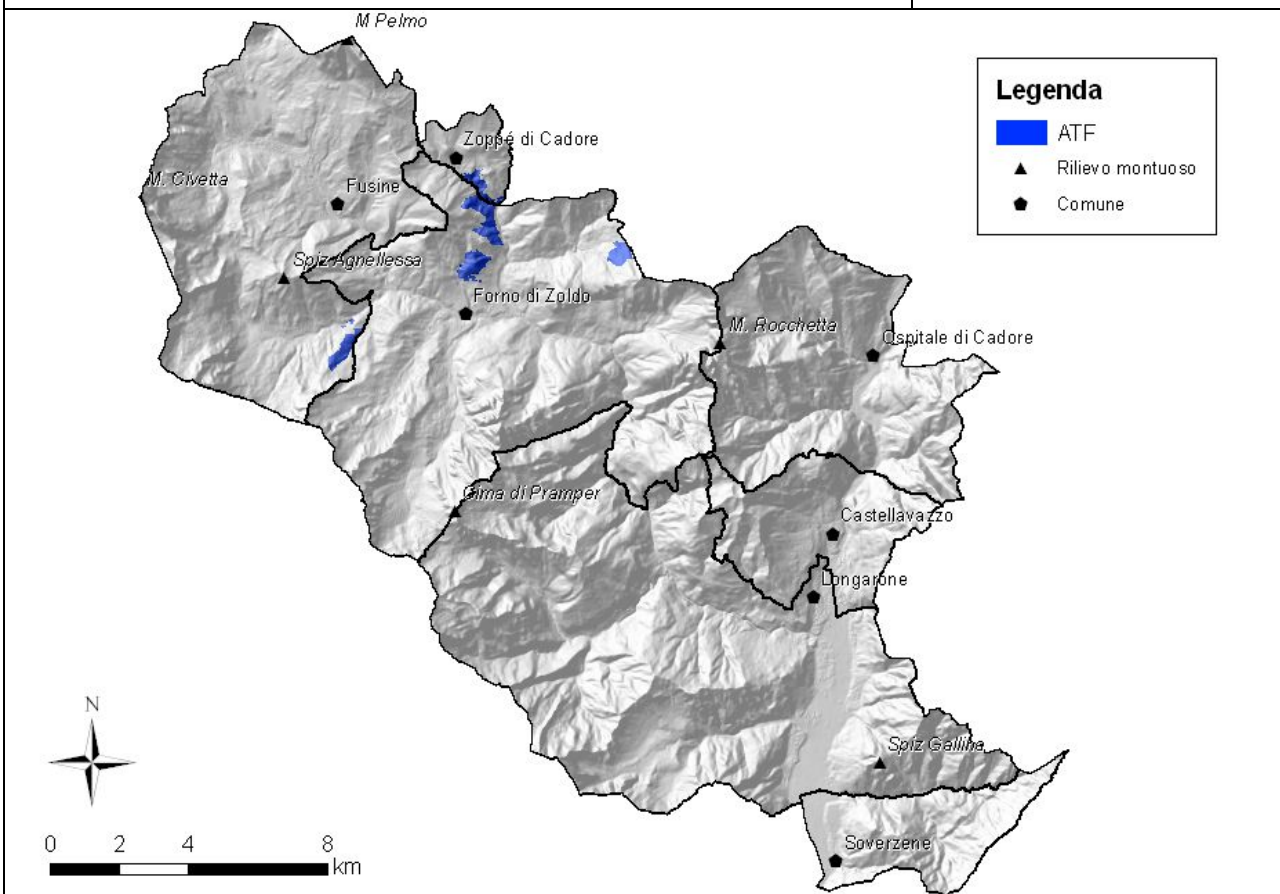 M Pelmo
Legenda
ATF
Rilievo montuoso
Comune
Zoppé di Cadore
M. Civetta
Fusine
Spiz Agnellessa
Forno di Zoldo
M. Rocchetta
Ospitale di Cadore
Cima di Pramper
Castellavazzo
Longarone
N
Spiz Gallina
0 2 4 8
km
Soverzene